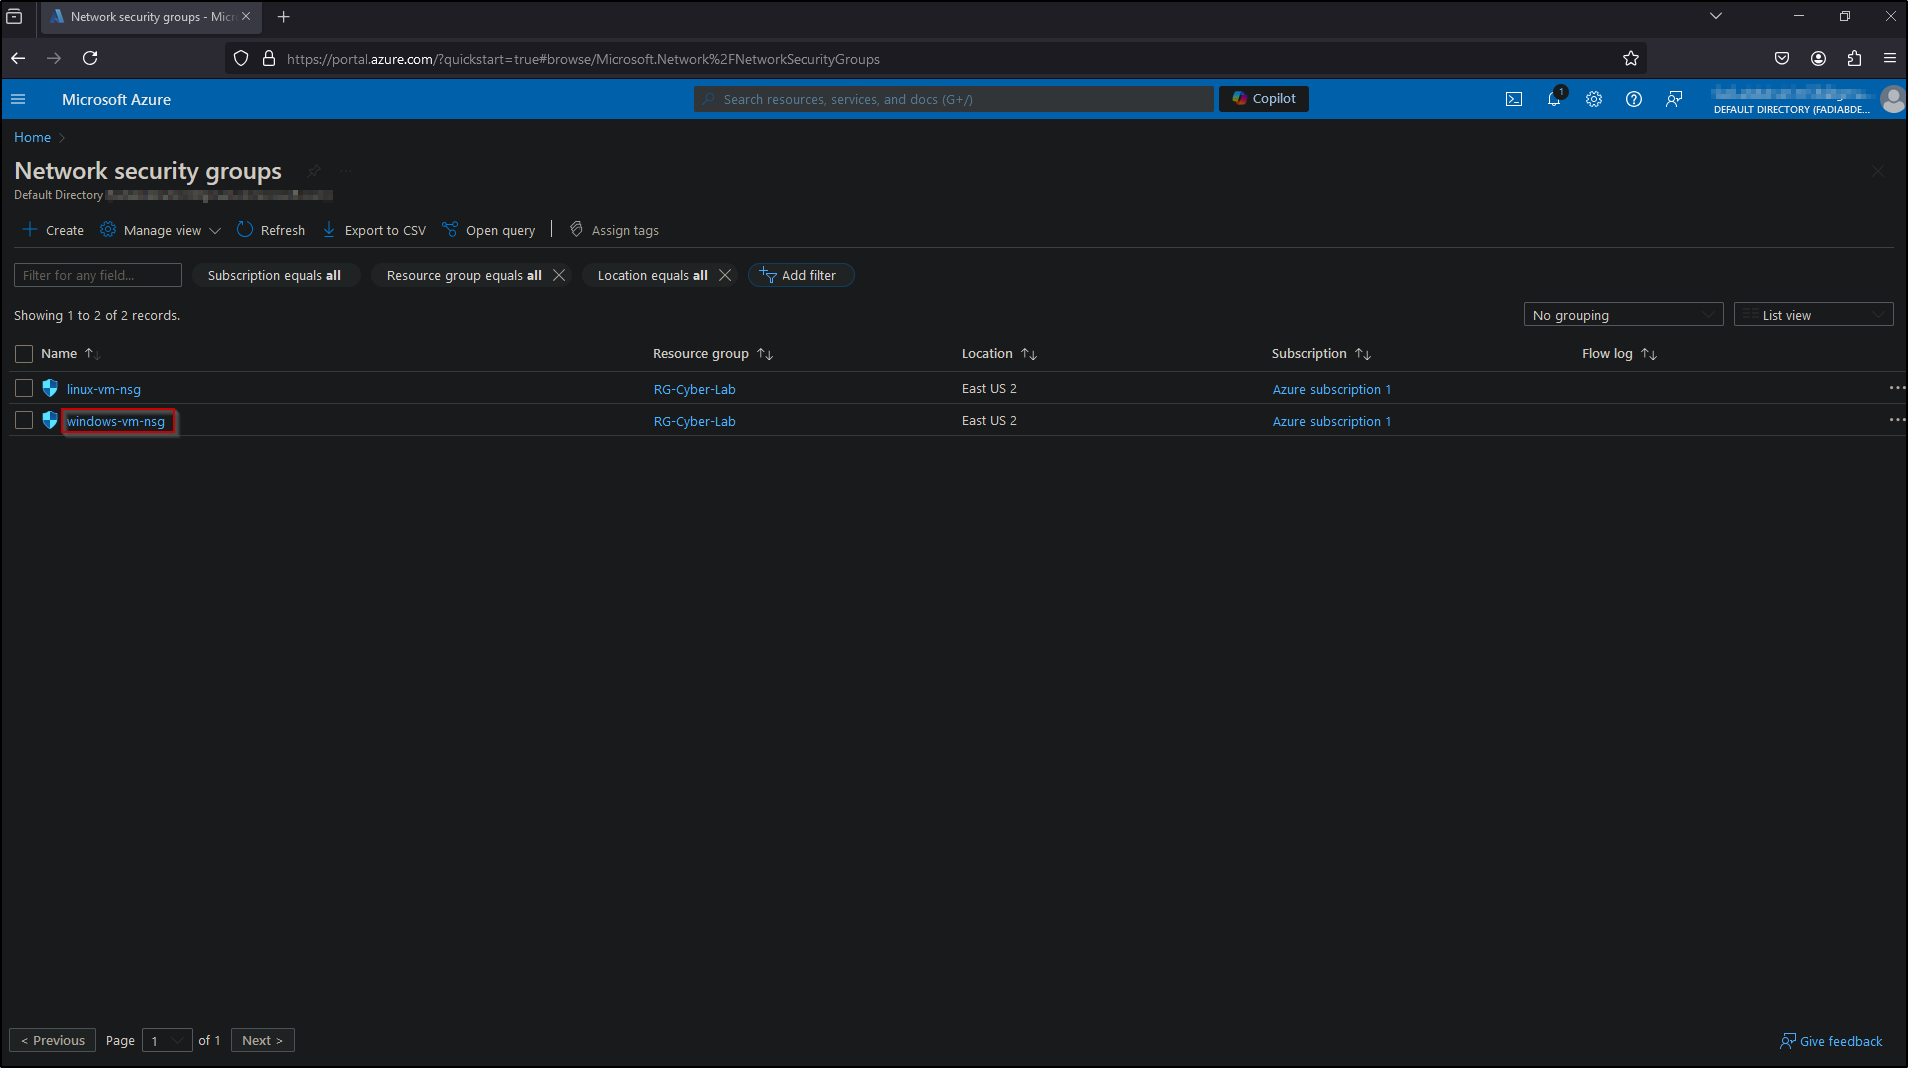 Network security groups - Micr
https://portal.azure.com/?quickstart=true#browse/Microsoft.Network%2FNetworkSecurityGroups
Microsoft Azure
Search resources, services, and docs (G+/)
Copilot
1
DEFAULT DIRECTORY (FADIABDE...
Home
Network security groups
Default Directory
Create
Manage view
Refresh
Export to CSV
Open query
Assign tags
Filter for any field...
Subscription equals all
Resource group equals all
Location equals all
Add filter
Showing 1 to 2 of 2 records.
No grouping
List view
Name
Resource group
Location
Subscription
Flow log
linux-vm-nsg
RG-Cyber-Lab
East US 2
Azure subscription 1
windows-vm-nsg
RG-Cyber-Lab
East US 2
Azure subscription 1
< Previous
Page
1
of 1
Next >
Give feedback